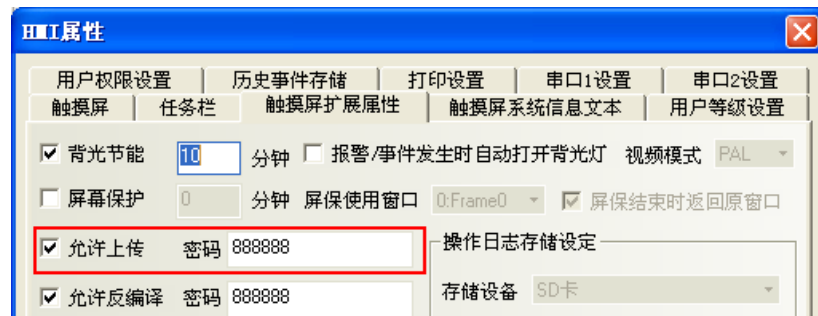 HMI属性
用户权限设置 历史事件存储 打印设置 串口1设置 串口2设置
触摸屏 任务栏 触摸屏扩展属性 触摸屏系统信息文本 用户等级设置
背光节能 10 分钟 报警/事件发生时自动打开背光灯 视频模式 PAL
屏幕保护 0 分钟 屏保使用窗口 0:Frame0 屏保结束时返回原窗口
允许上传 密码 888888 操作日志存储设定
允许反编译 密码 888888 存储设备 SD卡